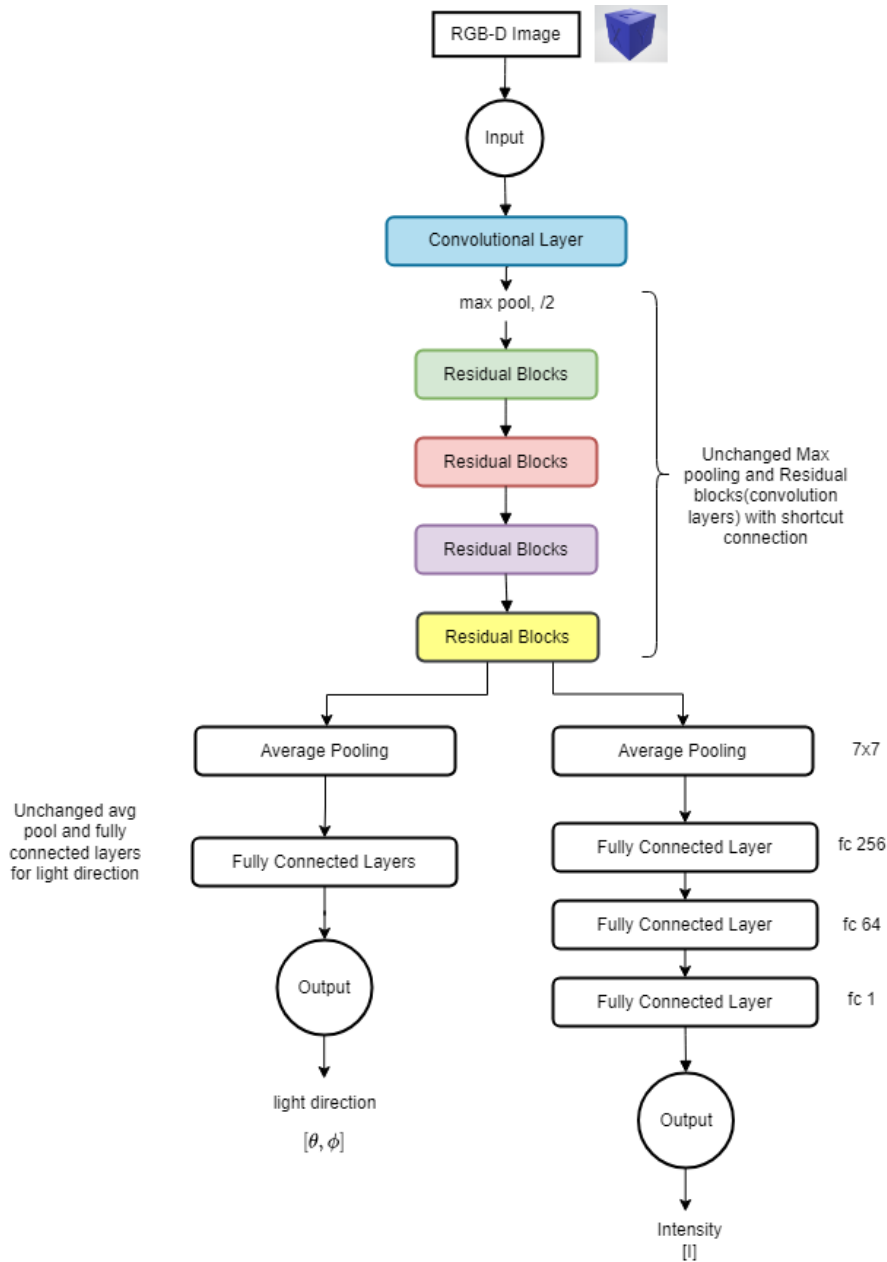 RGB-D Image
Input
Convolutional Layer
max pool, /2
Residual Blocks
Residual Blocks
Residual Blocks
Residual Blocks
Unchanged Max
pooling and Residual
blocks(convolution
layers) with shortcut
connection
Average Pooling
Average Pooling
7x7
Unchanged avg
pool and fully
connected layers
for light direction
Fully Connected Layers
Fully Connected Layer
fc 256
Fully Connected Layer
fc 64
Fully Connected Layer
fc 1
Output
light direction
[θ, ϕ]
Output
Intensity
[I]